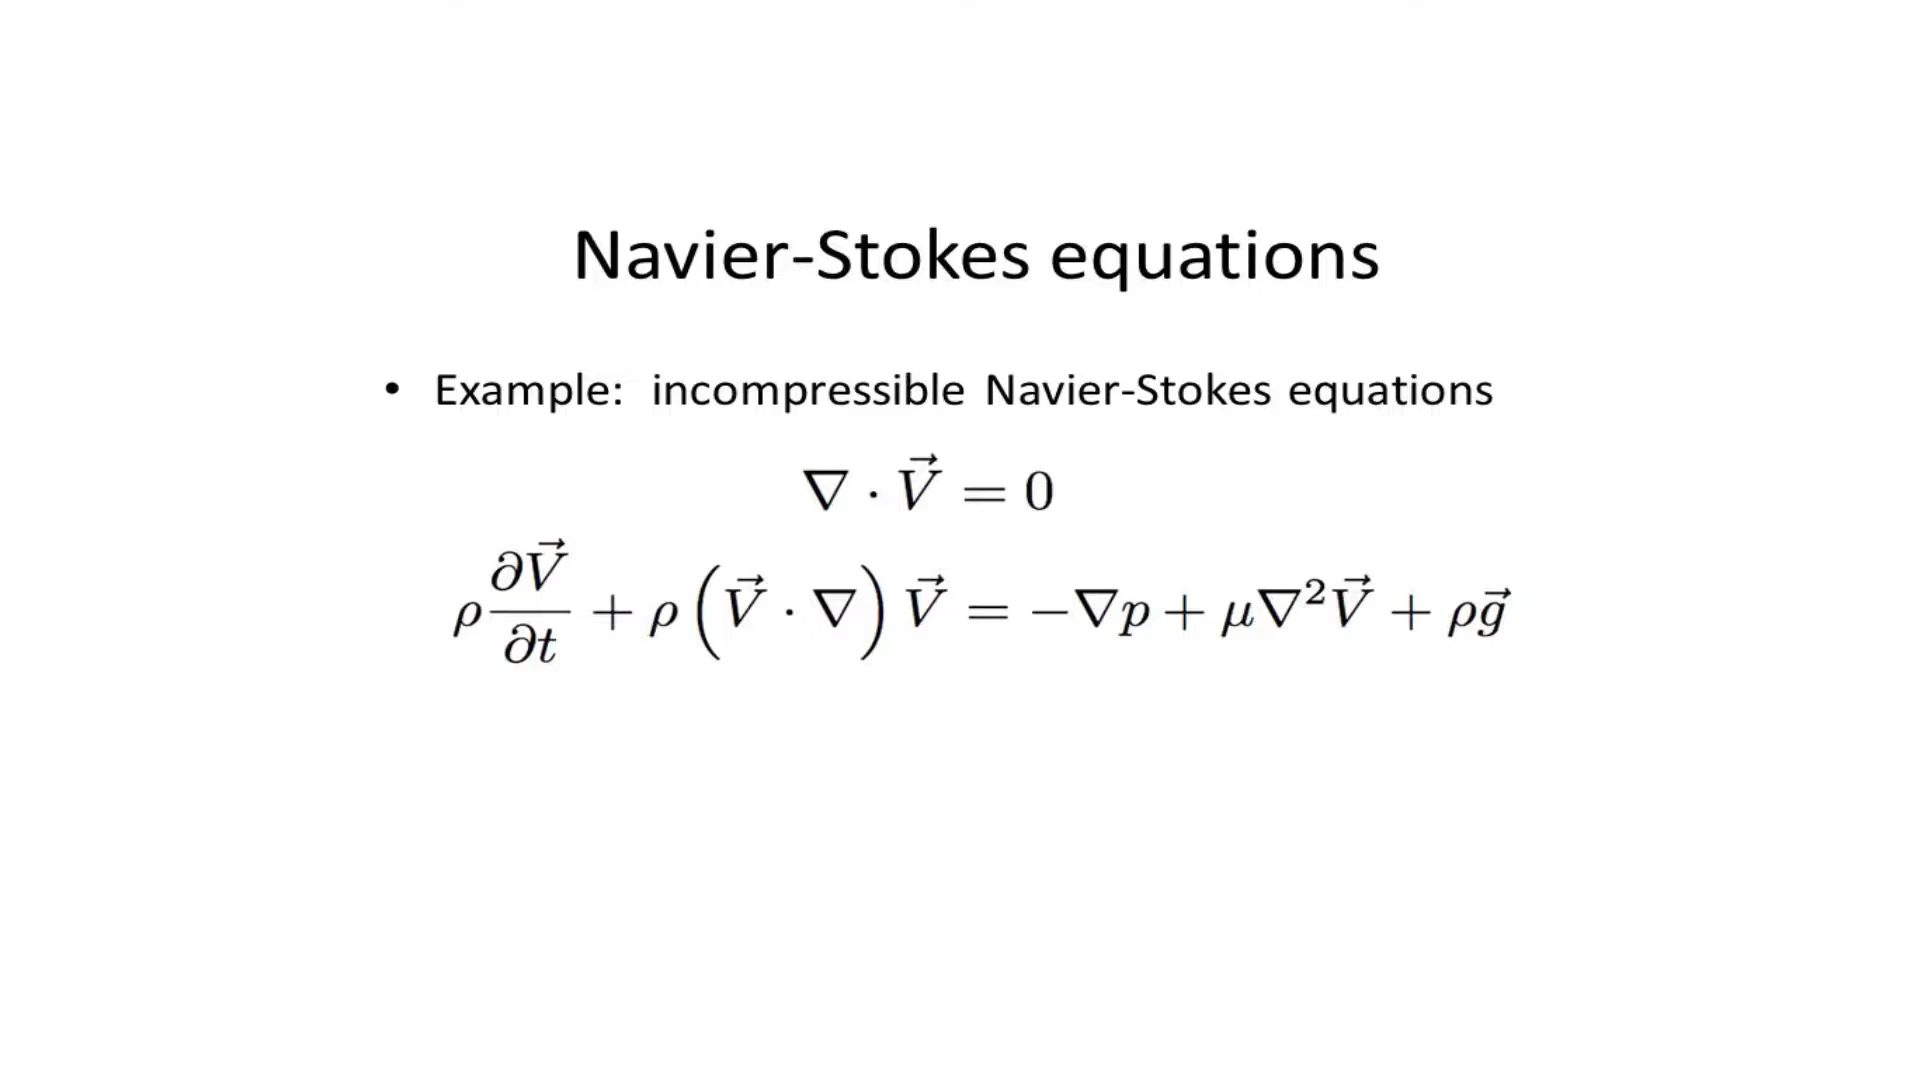 Navier-Stokes equations
• Example: incompressible Navier-Stokes equations
∇ · V⃗ = 0
ρ ∂V⃗/∂t + ρ (V⃗ · ∇) V⃗ = −∇p + μ∇²V⃗ + ρg⃗